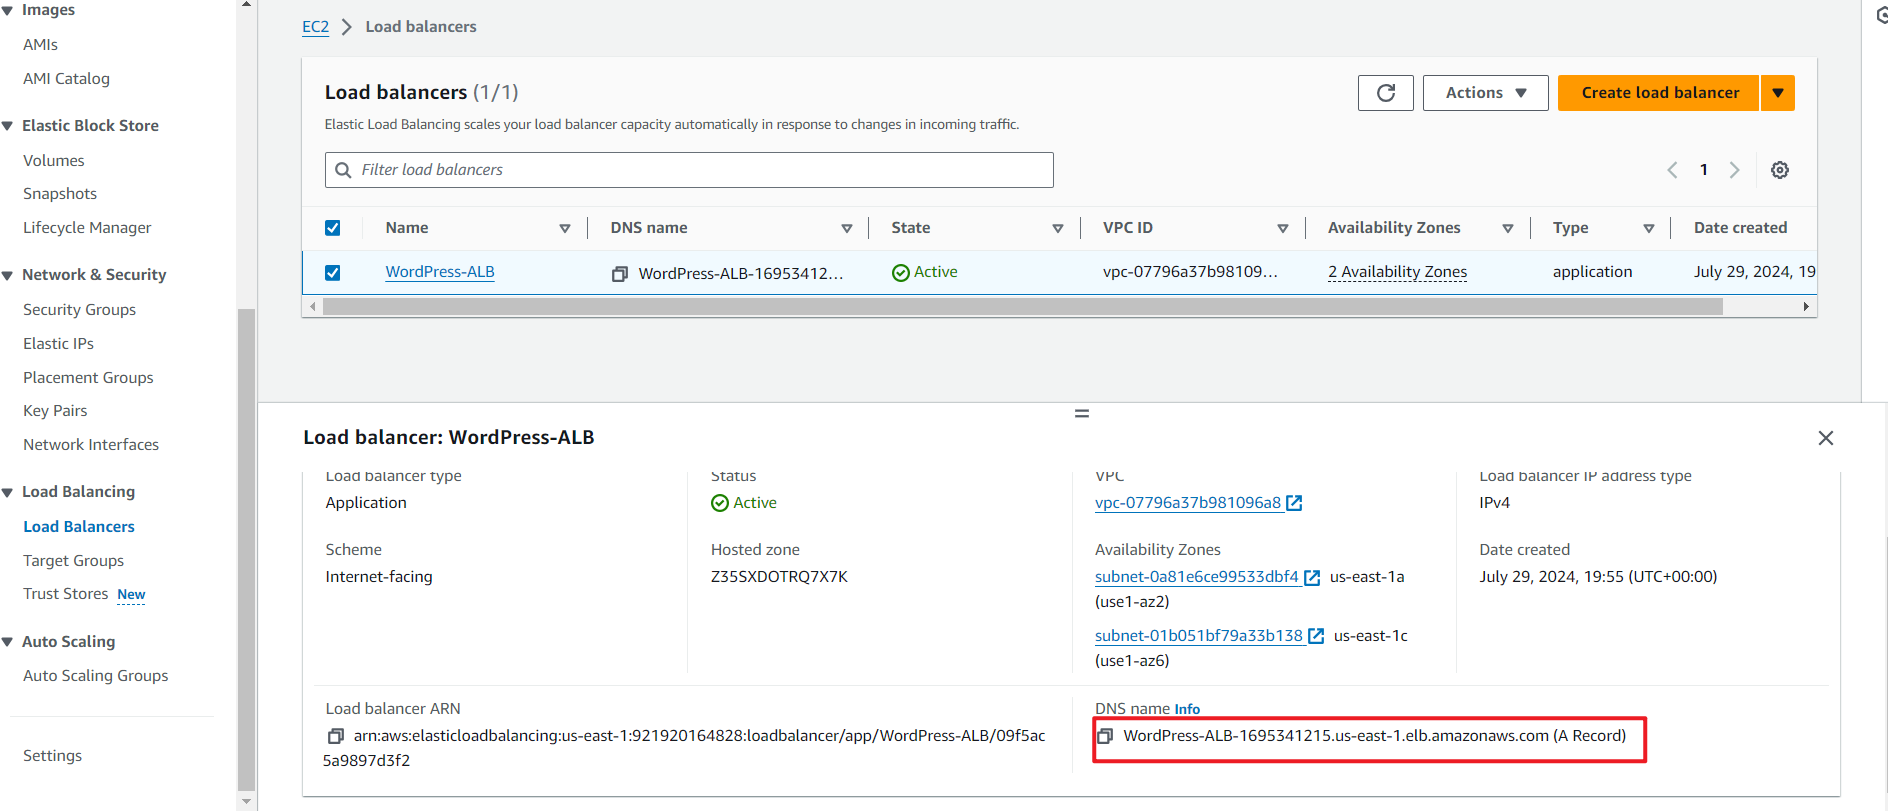 Images
AMIs
AMI Catalog
Elastic Block Store
Volumes
Snapshots
Lifecycle Manager
Network & Security
Security Groups
Elastic IPs
Placement Groups
Key Pairs
Network Interfaces
Load Balancing
Load Balancers
Target Groups
Trust Stores New
Auto Scaling
Auto Scaling Groups
Settings
EC2 Load balancers
Load balancers (1/1)
Actions
Create load balancer
Elastic Load Balancing scales your load balancer capacity automatically in response to changes in incoming traffic.
Filter load balancers
1
Name DNS name State VPC ID Availability Zones Type Date created
WordPress-ALB WordPress-ALB-16953412... Active vpc-07796a37b98109... 2 Availability Zones application July 29, 2024, 19
Load balancer: WordPress-ALB
Load balancer type
Application
Status
Active
VPC
vpc-07796a37b981096a8
Load balancer IP address type
IPv4
Scheme
Internet-facing
Hosted zone
Z35SXDOTRQ7X7K
Availability Zones
subnet-0a81e6ce99533dbf4 us-east-1a
(use1-az2)
subnet-01b051bf79a33b138 us-east-1c
(use1-az6)
Date created
July 29, 2024, 19:55 (UTC+00:00)
Load balancer ARN
arn:aws:elasticloadbalancing:us-east-1:921920164828:loadbalancer/app/WordPress-ALB/09f5ac
5a9897d3f2
DNS name Info
WordPress-ALB-1695341215.us-east-1.elb.amazonaws.com (A Record)